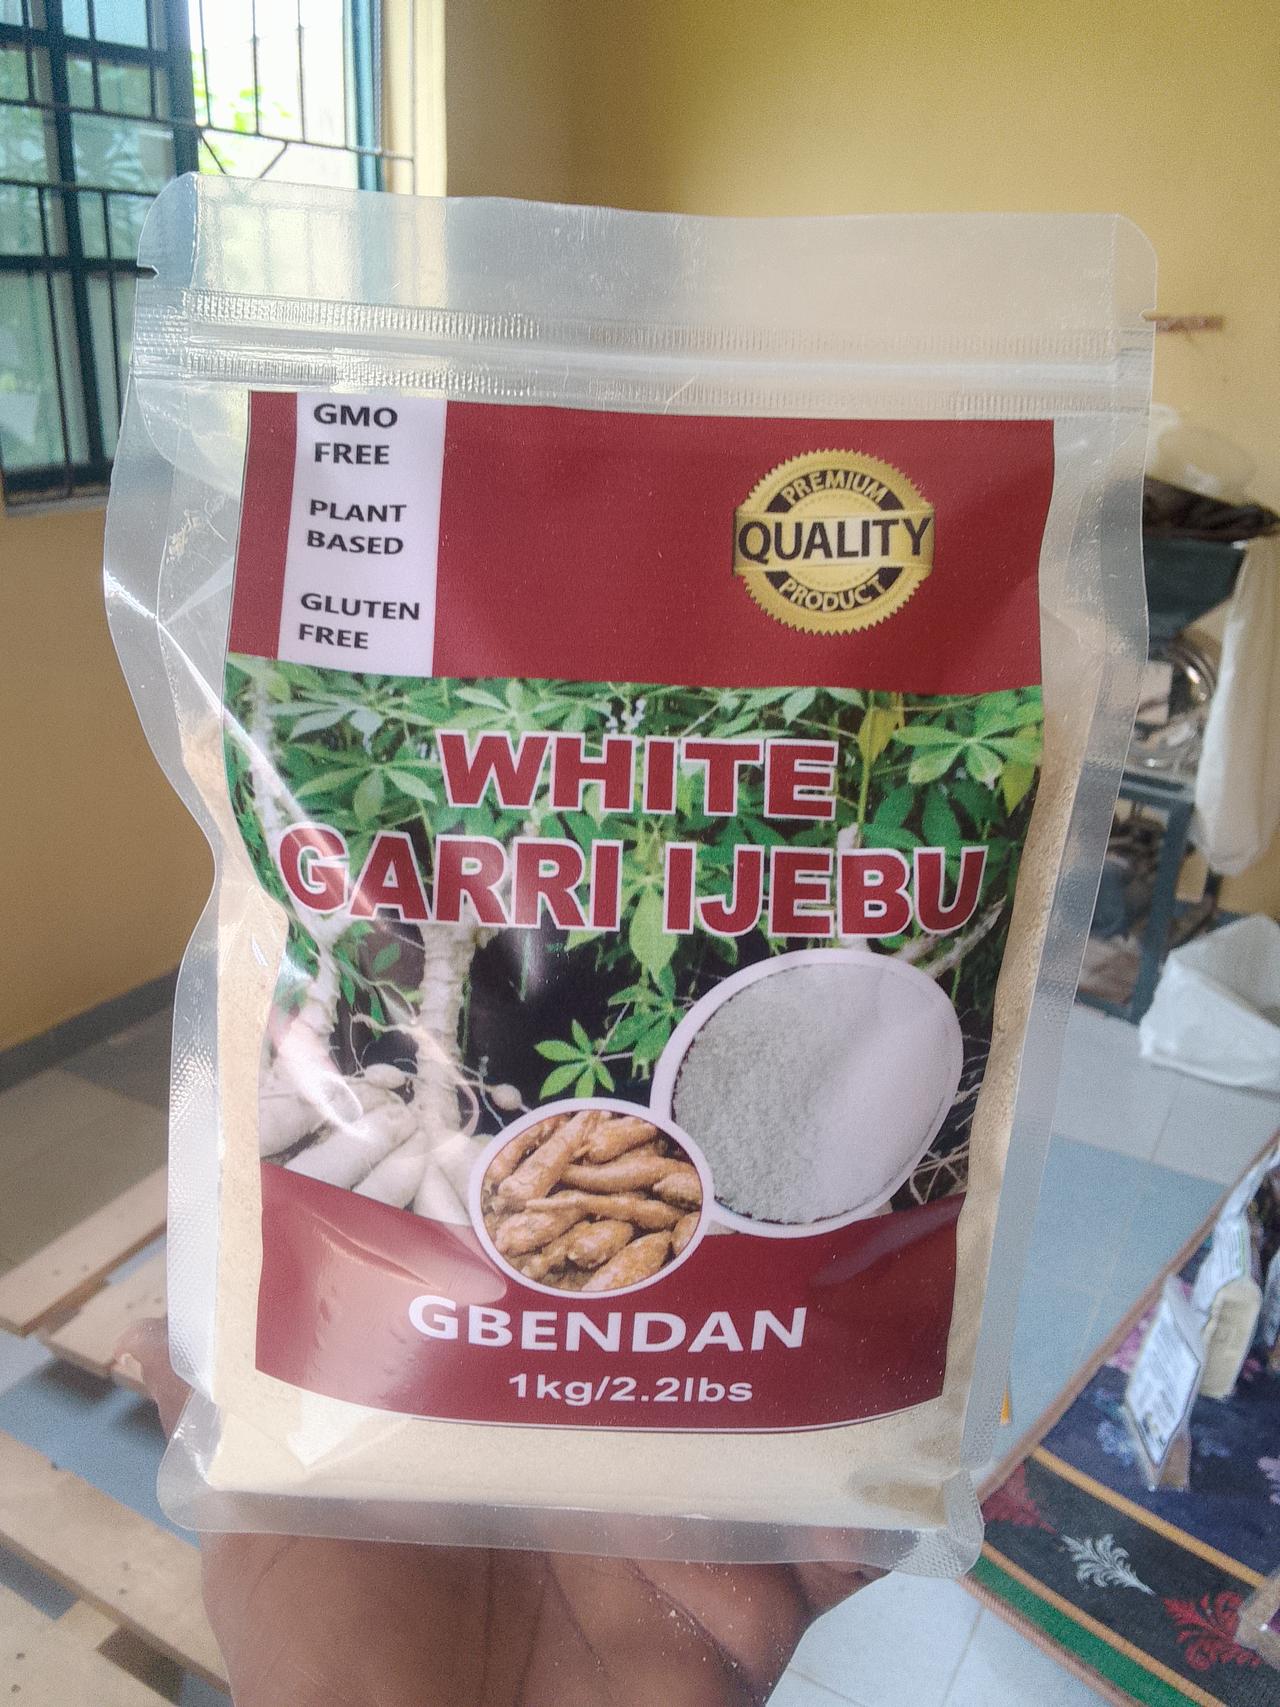 GMO
FREE
PLANT
BASED
GLUTEN
FREE
PREMIUM
QUALITY
PRODUCT
WHITE
GARRI IJEBU
GBENDAN
1kg/2.2lbs